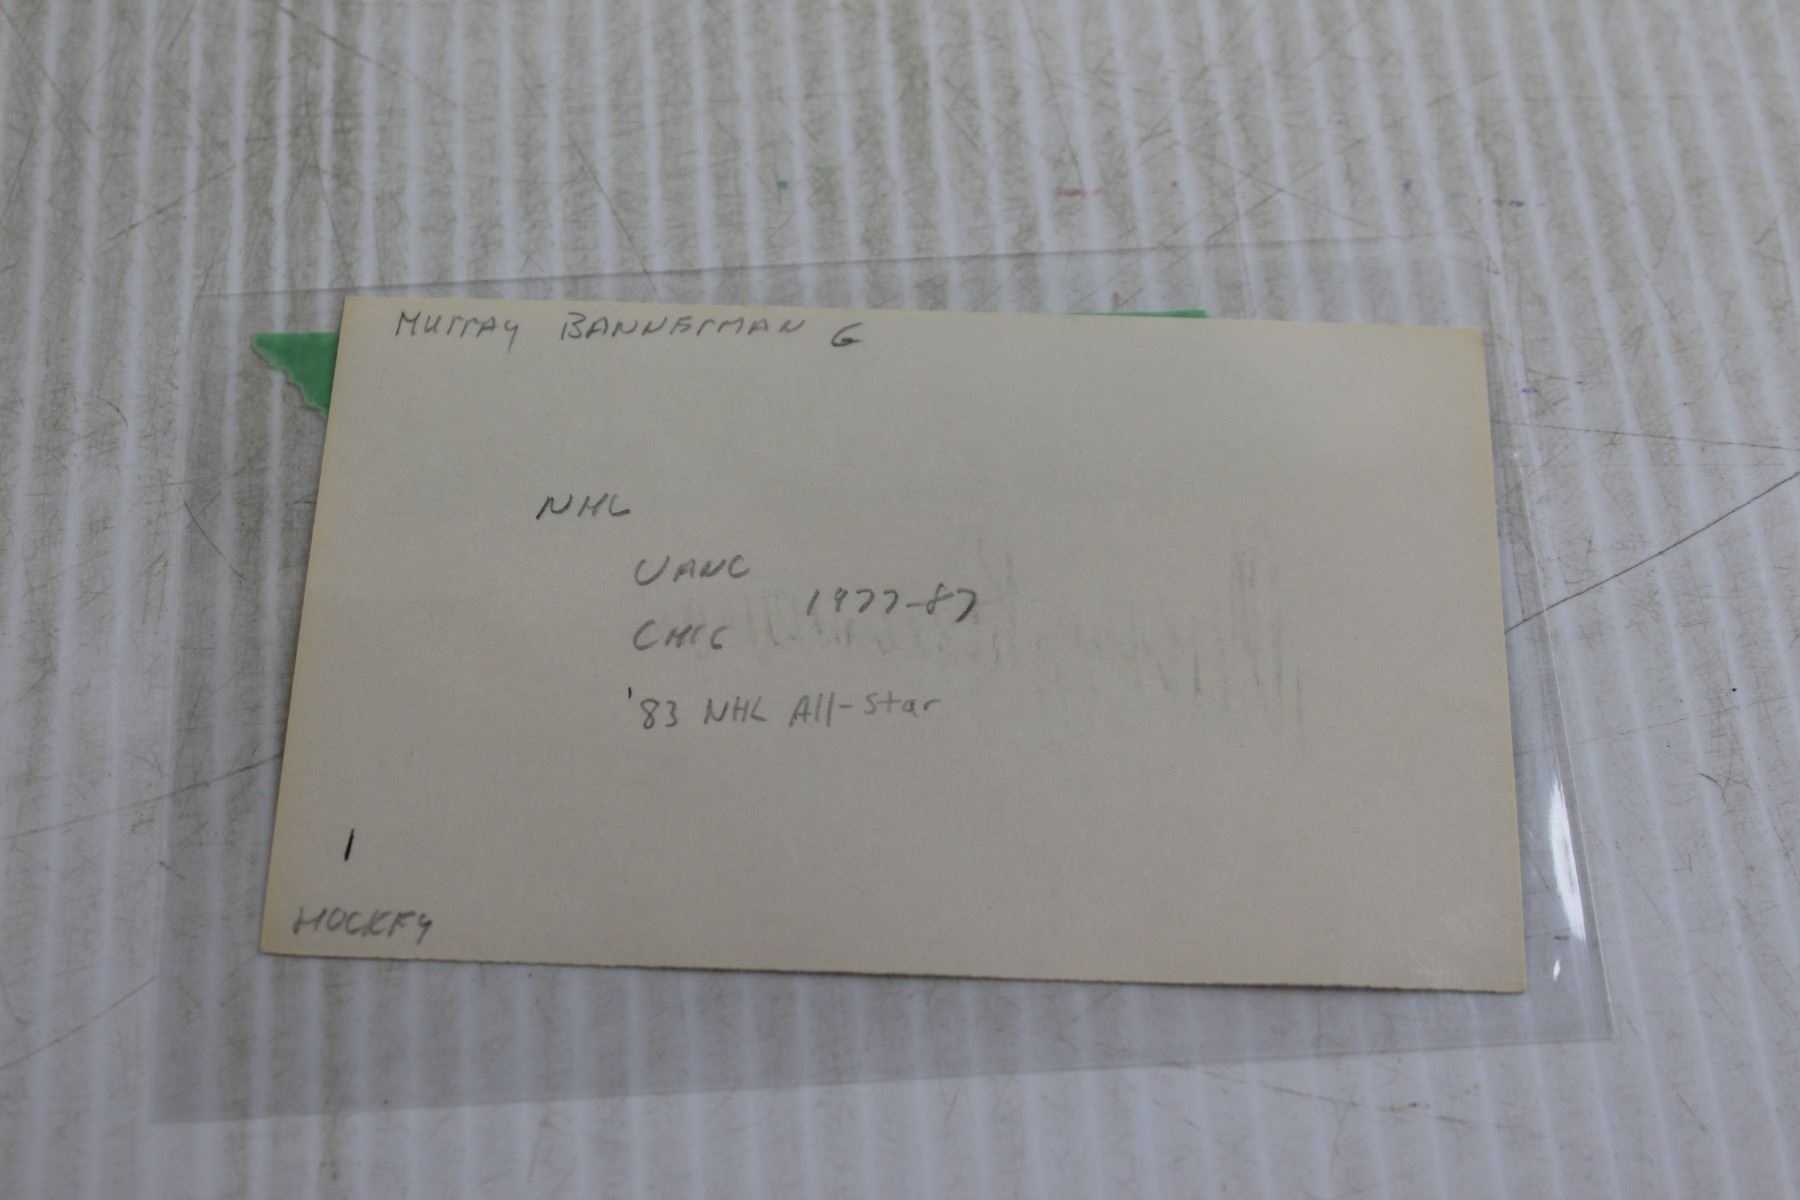 Murray BANNERMAN G
NHL
VANC
1977-87
CHIC
'83 NHL All-Star
1
HOCKEY